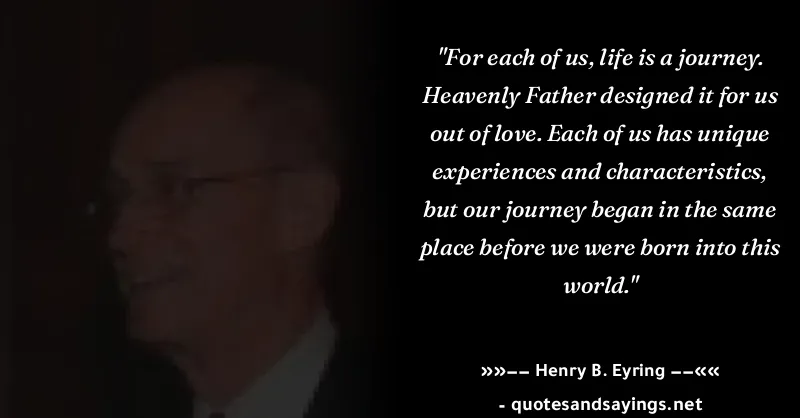 "For each of us, life is a journey.
Heavenly Father designed it for us
out of love. Each of us has unique
experiences and characteristics,
but our journey began in the same
place before we were born into this
world."
»»−− Henry B. Eyring −−««
- quotesandsayings.net